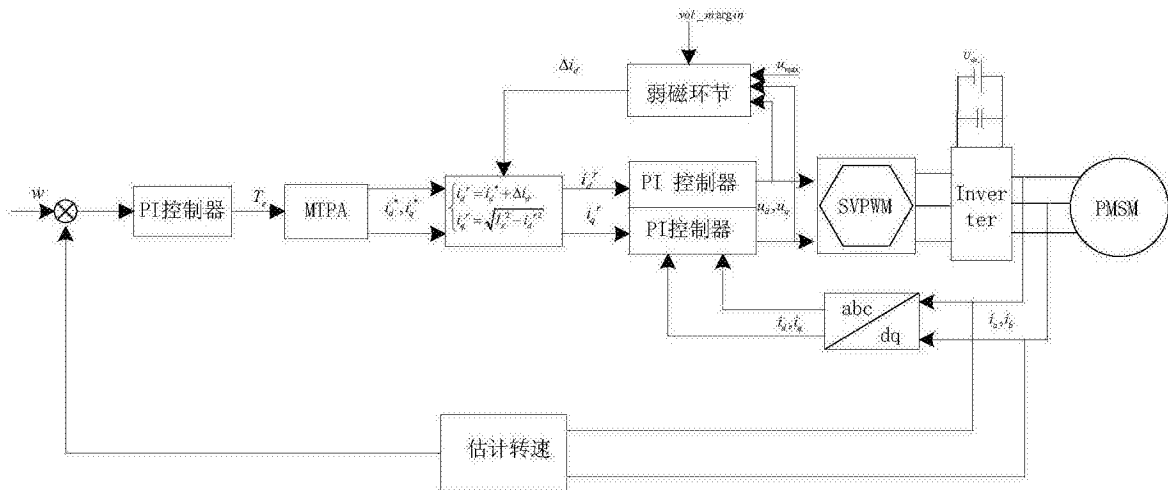 vol_margin
Δi_d
u_max
弱磁环节
U_dc
w
PI控制器
T_e
MTPA
i_d^*, i_q^*
i_d^r = i_d^* + Δi_d
i_q^r = √(I_s^2 − i_d^r2)
i_d^r
i_q^r
PI 控制器
PI控制器
u_d, u_q
SVPWM
Inver
ter
PMSM
abc
dq
i_d, i_q
i_a, i_b
估计转速